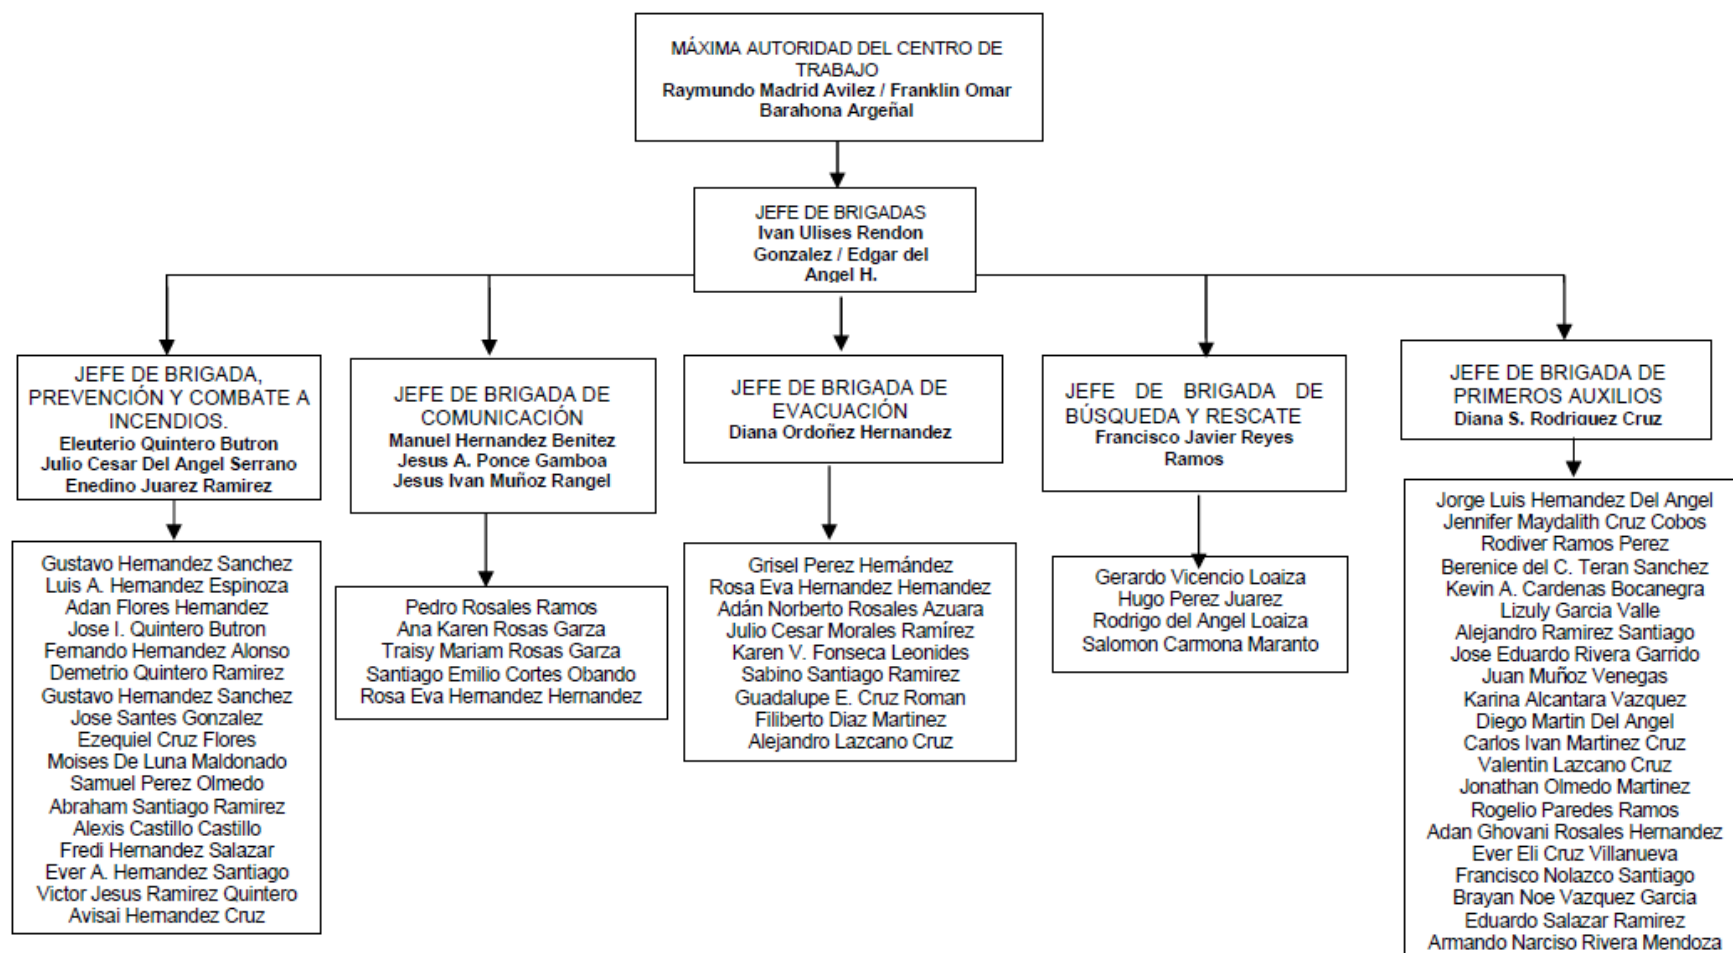 MÁXIMA AUTORIDAD DEL CENTRO DE
TRABAJO
Raymundo Madrid Avilez / Franklin Omar
Barahona Argeñal
JEFE DE BRIGADAS
Ivan Ulises Rendon
Gonzalez / Edgar del
Angel H.
JEFE DE BRIGADA,
PREVENCIÓN Y COMBATE A
INCENDIOS.
Eleuterio Quintero Butron
Julio Cesar Del Angel Serrano
Enedino Juarez Ramirez
Gustavo Hernandez Sanchez
Luis A. Hernandez Espinoza
Adan Flores Hernandez
Jose I. Quintero Butron
Fernando Hernandez Alonso
Demetrio Quintero Ramirez
Gustavo Hernandez Sanchez
Jose Santes Gonzalez
Ezequiel Cruz Flores
Moises De Luna Maldonado
Samuel Perez Olmedo
Abraham Santiago Ramirez
Alexis Castillo Castillo
Fredi Hernandez Salazar
Ever A. Hernandez Santiago
Victor Jesus Ramirez Quintero
Avisai Hernandez Cruz
JEFE DE BRIGADA DE
COMUNICACIÓN
Manuel Hernandez Benitez
Jesus A. Ponce Gamboa
Jesus Ivan Muñoz Rangel
Pedro Rosales Ramos
Ana Karen Rosas Garza
Traisy Mariam Rosas Garza
Santiago Emilio Cortes Obando
Rosa Eva Hernandez Hernandez
JEFE DE BRIGADA DE
EVACUACIÓN
Diana Ordoñez Hernandez
Grisel Perez Hernández
Rosa Eva Hernandez Hernandez
Adán Norberto Rosales Azuara
Julio Cesar Morales Ramírez
Karen V. Fonseca Leonides
Sabino Santiago Ramirez
Guadalupe E. Cruz Roman
Filiberto Diaz Martinez
Alejandro Lazcano Cruz
JEFE DE BRIGADA DE
BÚSQUEDA Y RESCATE
Francisco Javier Reyes
Ramos
Gerardo Vicencio Loaiza
Hugo Perez Juarez
Rodrigo del Angel Loaiza
Salomon Carmona Maranto
JEFE DE BRIGADA DE
PRIMEROS AUXILIOS
Diana S. Rodriguez Cruz
Jorge Luis Hernandez Del Angel
Jennifer Maydalith Cruz Cobos
Rodiver Ramos Perez
Berenice del C. Teran Sanchez
Kevin A. Cardenas Bocanegra
Lizuly Garcia Valle
Alejandro Ramirez Santiago
Jose Eduardo Rivera Garrido
Juan Muñoz Venegas
Karina Alcantara Vazquez
Diego Martin Del Angel
Carlos Ivan Martinez Cruz
Valentin Lazcano Cruz
Jonathan Olmedo Martinez
Rogelio Paredes Ramos
Adan Ghovani Rosales Hernandez
Ever Eli Cruz Villanueva
Francisco Nolazco Santiago
Brayan Noe Vazquez Garcia
Eduardo Salazar Ramirez
Armando Narciso Rivera Mendoza